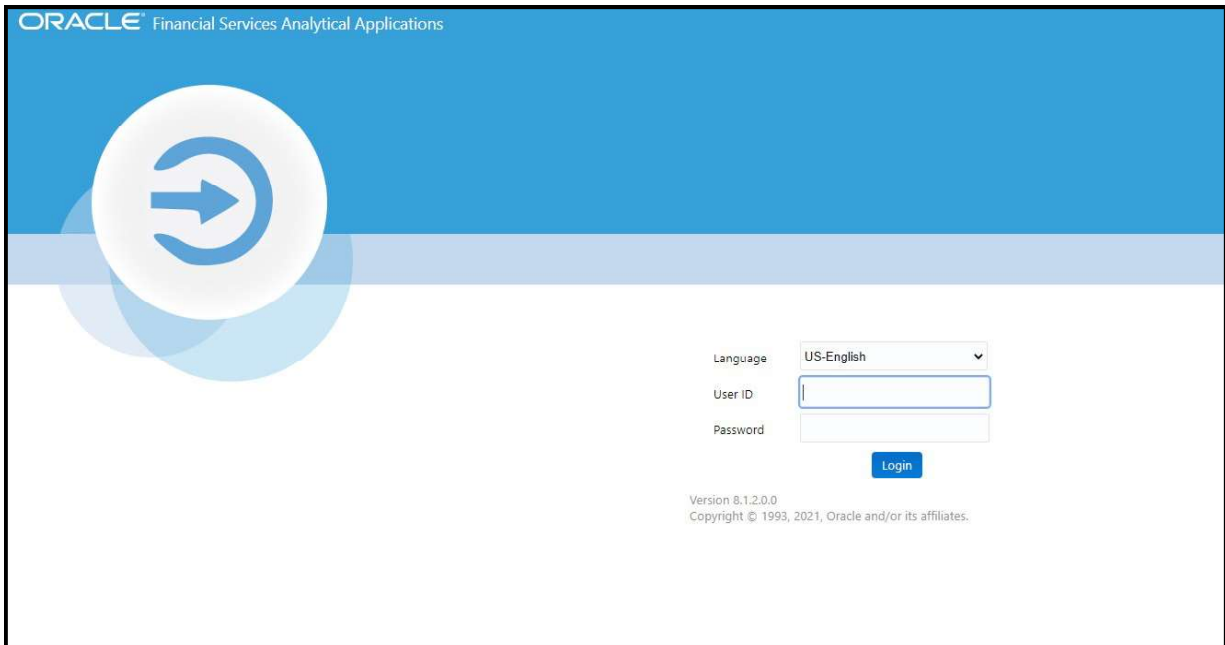 ORACLE® Financial Services Analytical Applications
Language US-English
User ID
Password
Login
Version 8.1.2.0.0
Copyright © 1993, 2021, Oracle and/or its affiliates.